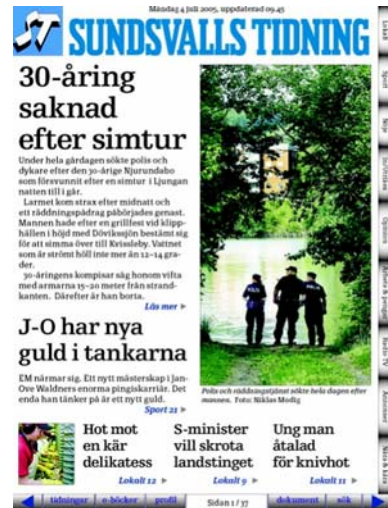 Måndag 4 juli 2005, uppdaterad 09.45
ST SUNDSVALLS TIDNING
30-åring
saknad
efter simtur
Under hela gårdagen sökte polis och
dykare efter den 30-årige Njurundabo
som försvunnit efter en simtur i Ljungan
natten till i går.
Larmet kom strax efter midnatt och
ett räddningspådrag påbörjades genast.
Mannen hade efter en grillfest vid klipp-
hällen i höjd med Dövikssjön bestämt sig
för att simma över till Kvissleby. Vattnet
som är strömt höll inte mer än 12–14 gra-
der.
30-åringens kompisar såg honom vifta
med armarna 15–20 meter från strand-
kanten. Därefter är han borta.
Läs mer
J-O har nya
guld i tankarna
EM närmar sig. Ett nytt mästerskap i Jan-
Ove Waldners enorma pingiskarriär. Det
enda han tänker på är ett nytt guld.
Sport 21
Polis och räddningstjänst sökte hela dagen efter
mannen. Foto: Niklas Modig
Hot mot
en kär
delikatess
Lokalt 12
S-minister
vill skrota
landstinget
Lokalt 9
Ung man
åtalad
för knivhot
Lokalt 11
Lokalt
Sport
Radio TV
Annonser
Nära & kära
tidningar
e-böcker
profil
Sidan 1 / 37
dokument
sök